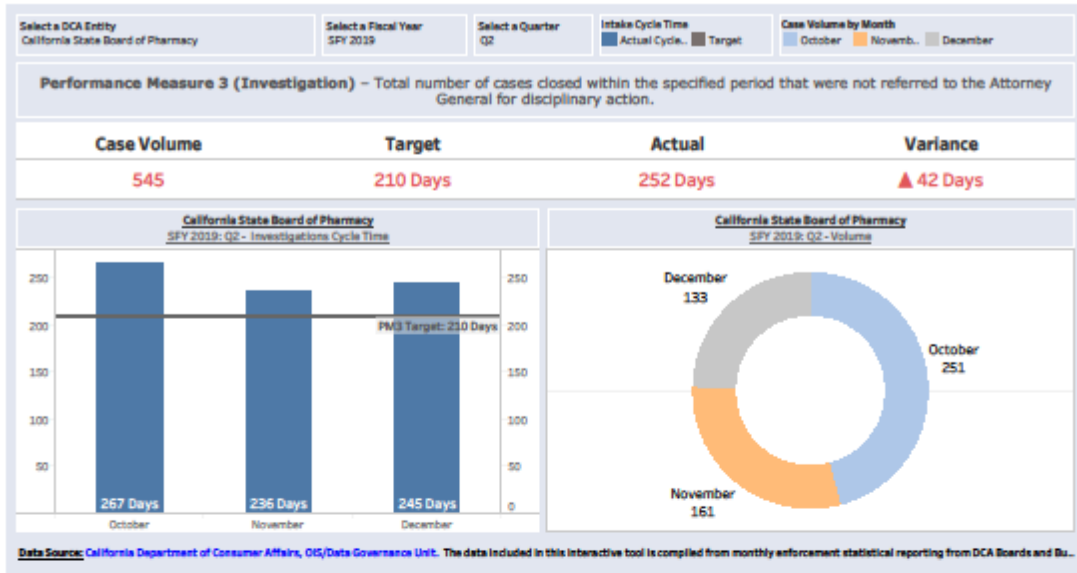 Select a DCA Entity
California State Board of Pharmacy
Select a Fiscal Year
SFY 2019
Select a Quarter
Q2
Intake Cycle Time
Actual Cycle.. Target
Case Volume by Month
October Novemb.. December
Performance Measure 3 (Investigation) – Total number of cases closed within the specified period that were not referred to the Attorney
General for disciplinary action.
Case Volume Target Actual Variance
545 210 Days 252 Days ▲ 42 Days
California State Board of Pharmacy
SFY 2019: Q2 - Investigations Cycle Time
250
200
150
100
50
PM3 Target: 210 Days
267 Days 236 Days 245 Days
October November December
250
200
150
100
50
0
California State Board of Pharmacy
SFY 2019: Q2 - Volume
December
133
October
251
November
161
Data Source: California Department of Consumer Affairs, OIS/Data Governance Unit. The data included in this interactive tool is compiled from monthly enforcement statistical reporting from DCA Boards and Bu..